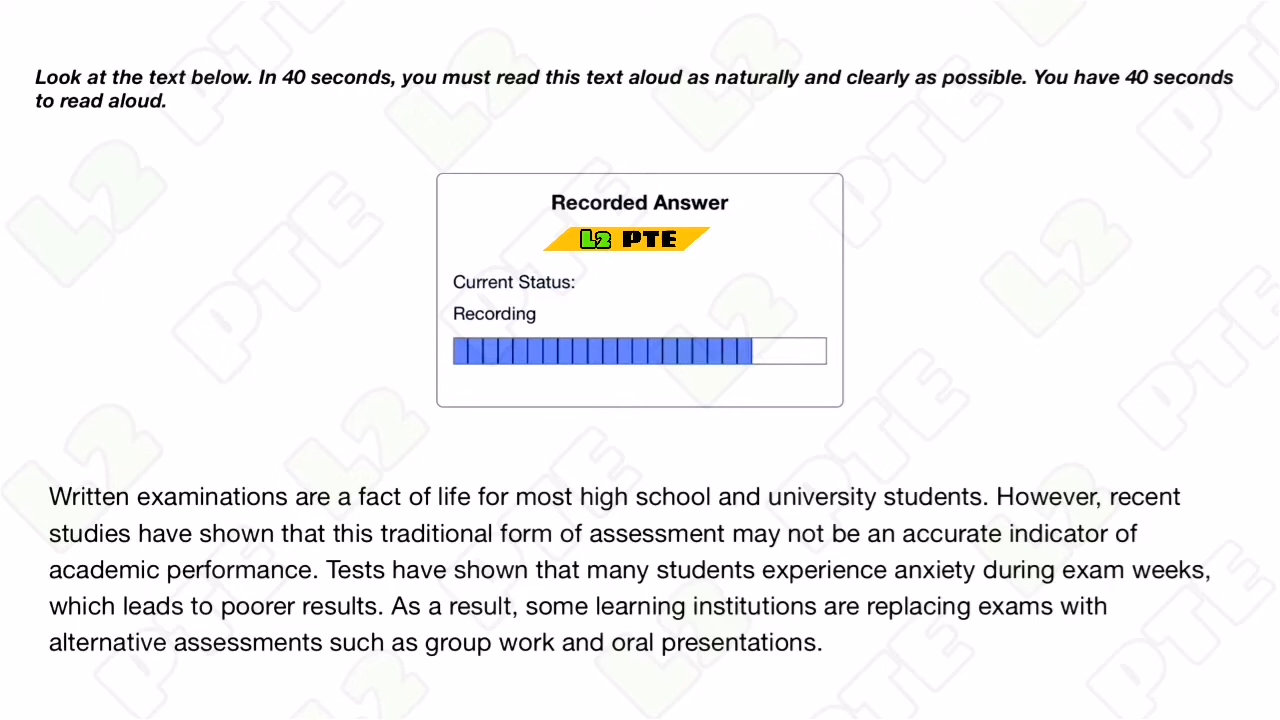 Look at the text below. In 40 seconds, you must read this text aloud as naturally and clearly as possible. You have 40 seconds
to read aloud.
Recorded Answer
L2 PTE
Current Status:
Recording
Written examinations are a fact of life for most high school and university students. However, recent
studies have shown that this traditional form of assessment may not be an accurate indicator of
academic performance. Tests have shown that many students experience anxiety during exam weeks,
which leads to poorer results. As a result, some learning institutions are replacing exams with
alternative assessments such as group work and oral presentations.